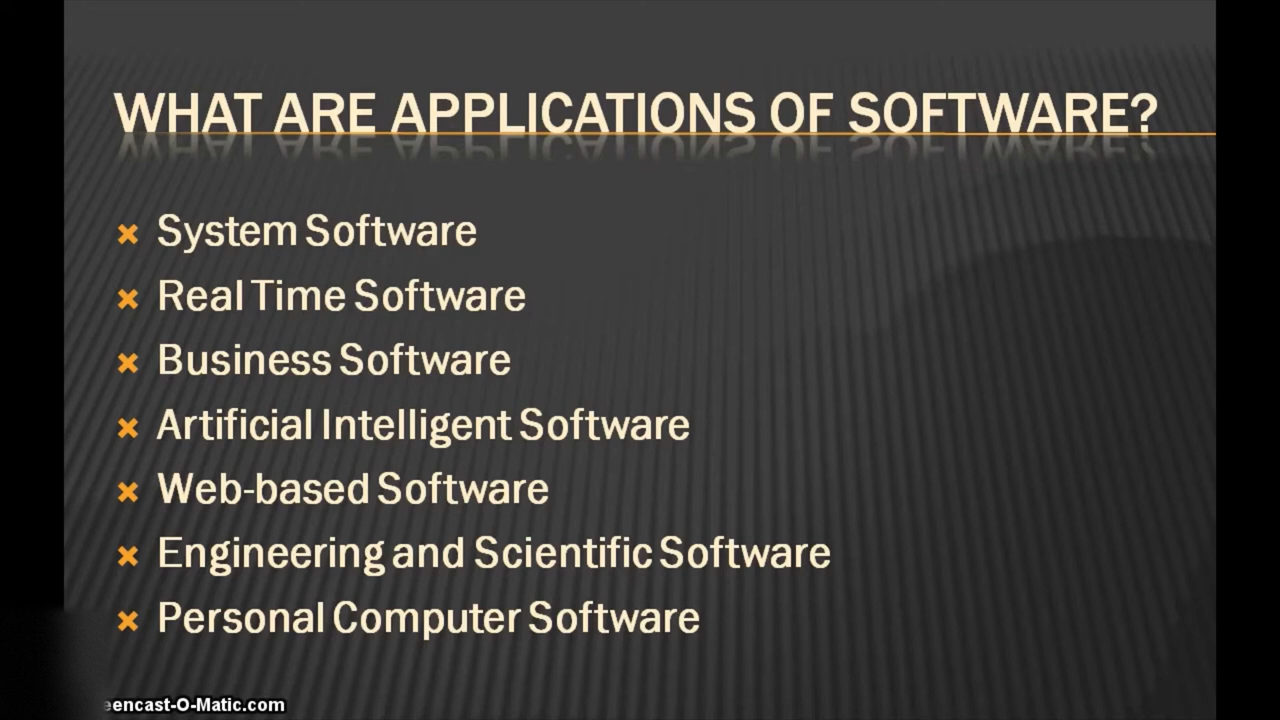 WHAT ARE APPLICATIONS OF SOFTWARE?
System Software
Real Time Software
Business Software
Artificial Intelligent Software
Web-based Software
Engineering and Scientific Software
Personal Computer Software
eencast-O-Matic.com